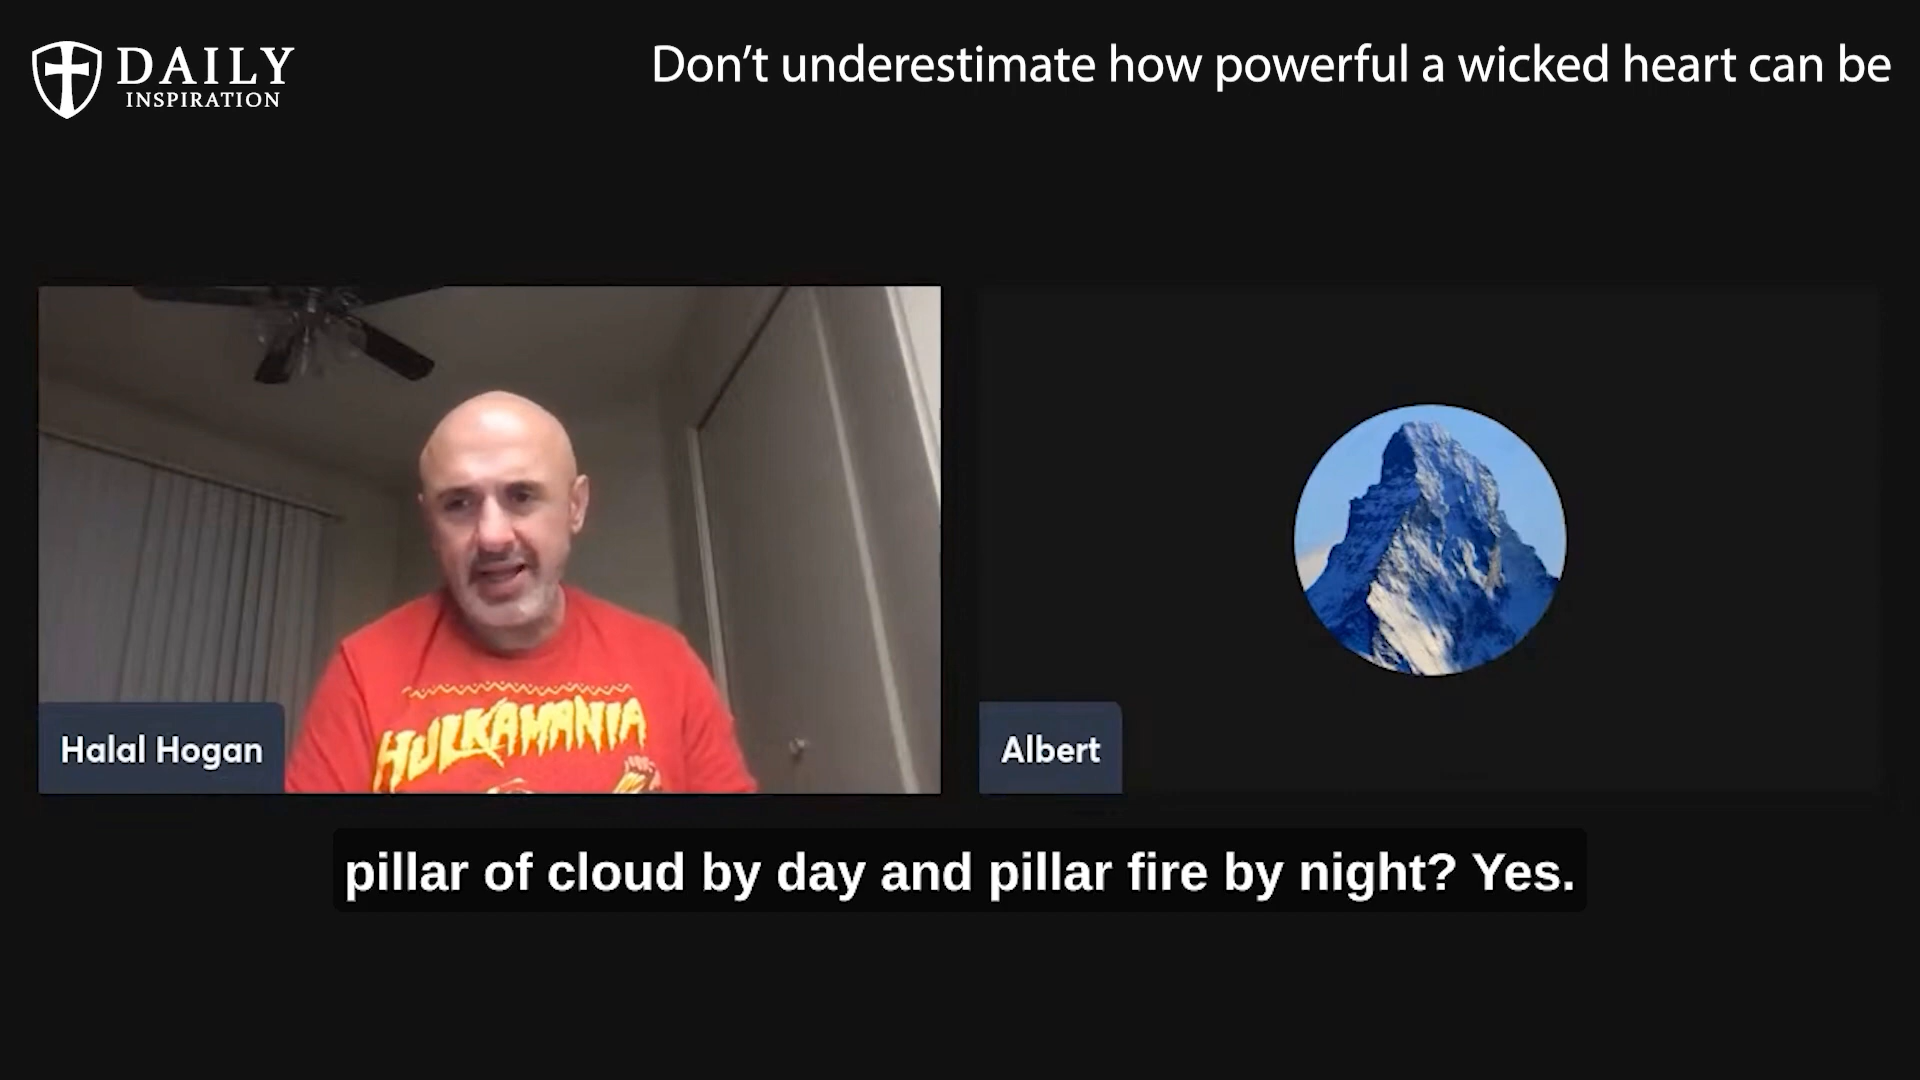 DAILY
INSPIRATION
Don’t underestimate how powerful a wicked heart can be
HULKAMANIA
Halal Hogan
Albert
pillar of cloud by day and pillar fire by night? Yes.